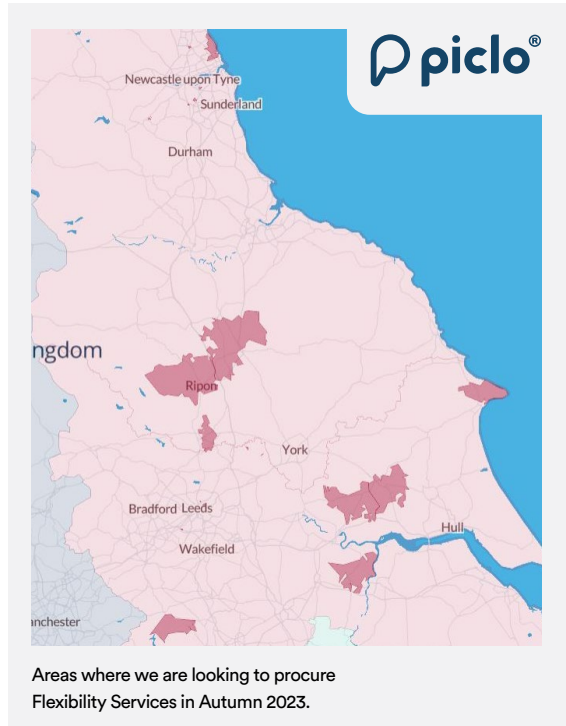 piclo®
Newcastle upon Tyne
Sunderland
Durham
ngdom
Ripon
York
Bradford Leeds
Hull
Wakefield
anchester
Areas where we are looking to procure
Flexibility Services in Autumn 2023.